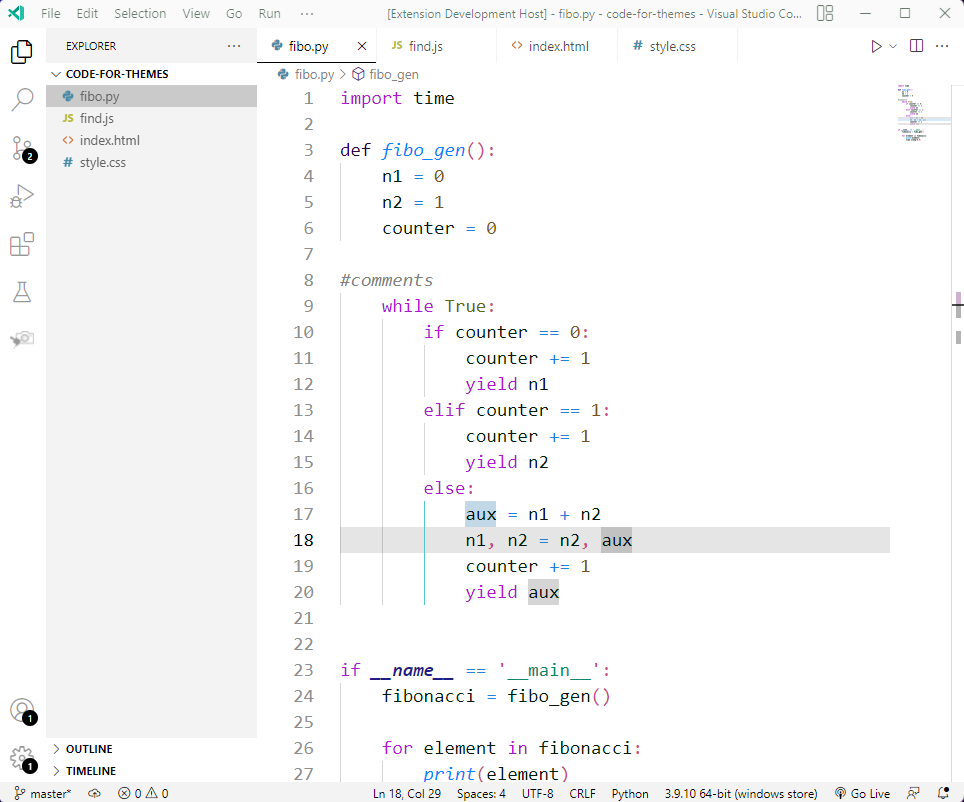 File Edit Selection View Go Run ··· [Extension Development Host] - fibo.py - code-for-themes - Visual Studio Co...
EXPLORER ···
CODE-FOR-THEMES
fibo.py
JS find.js
<> index.html
# style.css
2
1
1
OUTLINE
TIMELINE
fibo.py JS find.js <> index.html # style.css ···
fibo.py > fibo_gen
1 import time
2
3 def fibo_gen():
4     n1 = 0
5     n2 = 1
6     counter = 0
7
8 #comments
9     while True:
10         if counter == 0:
11             counter += 1
12             yield n1
13         elif counter == 1:
14             counter += 1
15             yield n2
16         else:
17             aux = n1 + n2
18             n1, n2 = n2, aux
19             counter += 1
20             yield aux
21
22
23 if __name__ == '__main__':
24     fibonacci = fibo_gen()
25
26     for element in fibonacci:
27         print(element)
master* 0 0 Ln 18, Col 29 Spaces: 4 UTF-8 CRLF Python 3.9.10 64-bit (windows store) Go Live